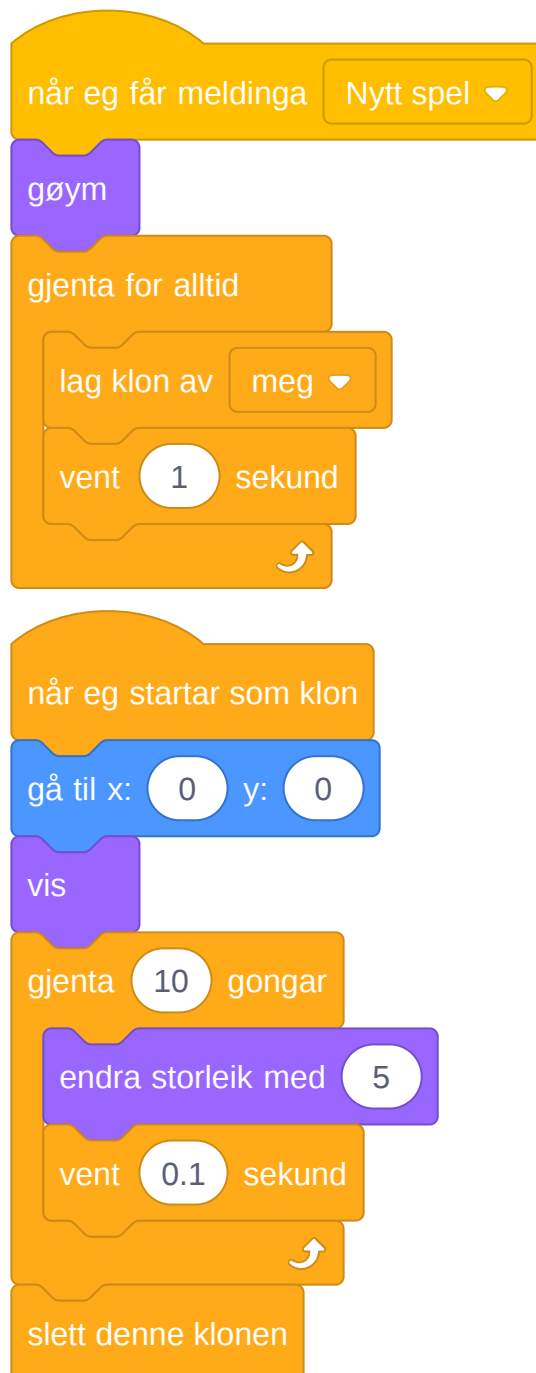 når eg får meldinga Nytt spel
gøym
gjenta for alltid
lag klon av meg
vent 1 sekund
når eg startar som klon
gå til x: 0 y: 0
vis
gjenta 10 gongar
endra storleik med 5
vent 0.1 sekund
slett denne klonen